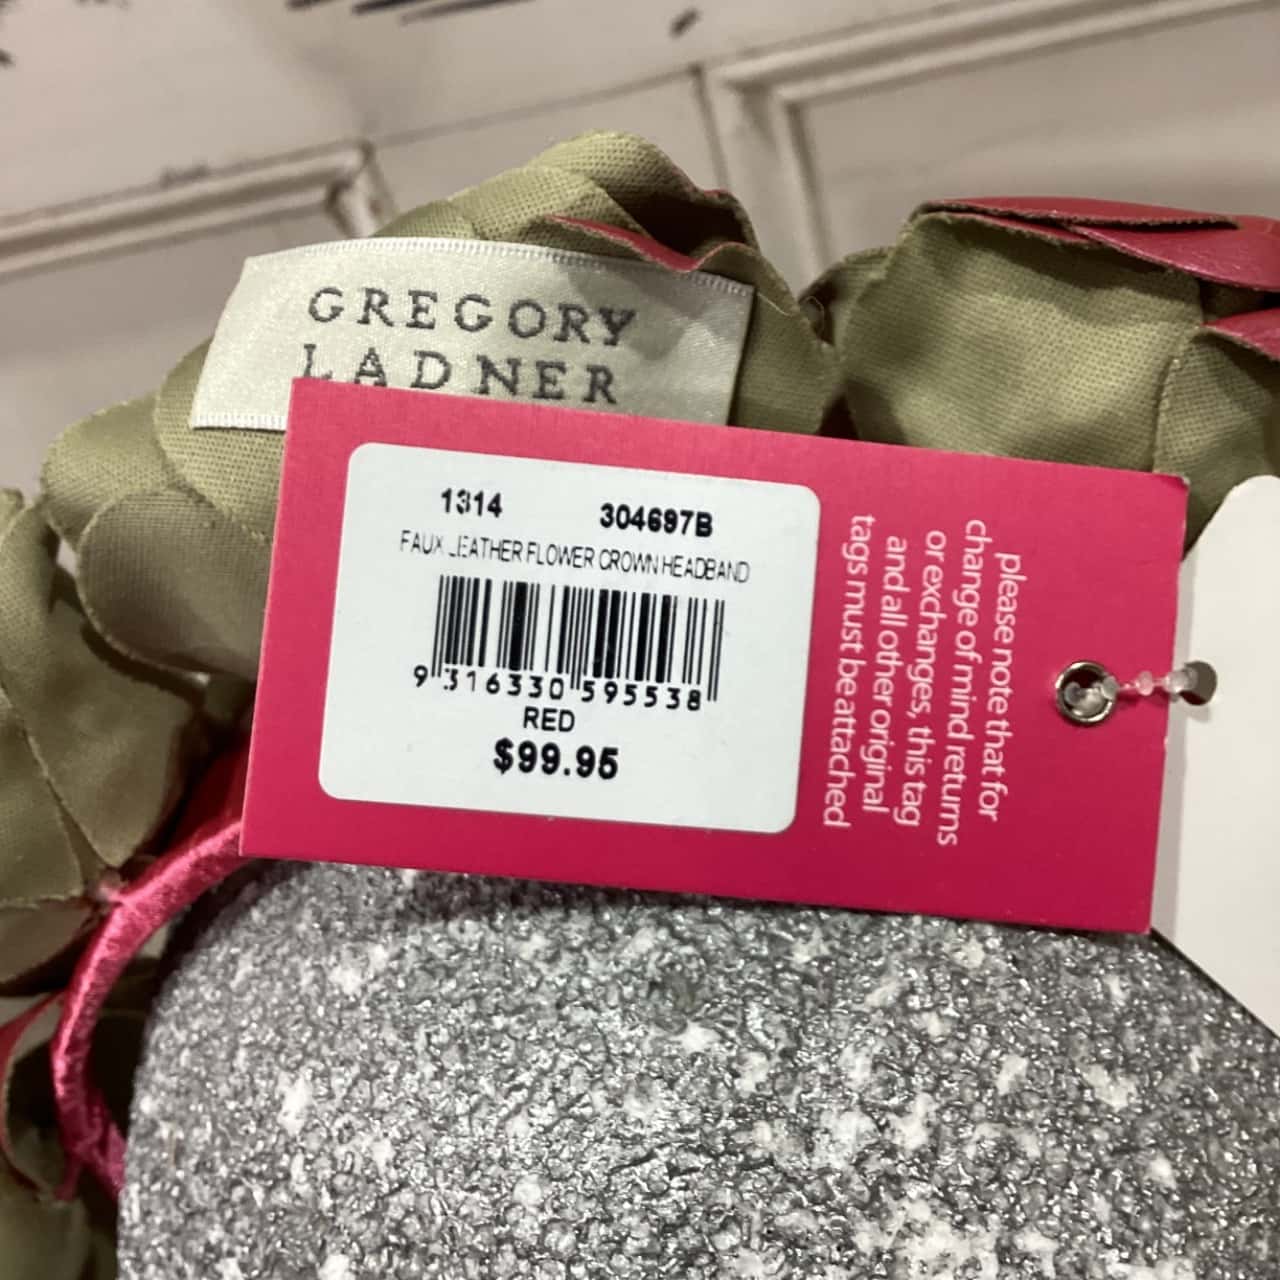 GREGORY
LADNER
1314 304697B
FAUX LEATHER FLOWER CROWN HEADBAND
9 316330 595538
RED
$99.95
please note that for
change of mind returns
or exchanges, this tag
and all other original
tags must be attached